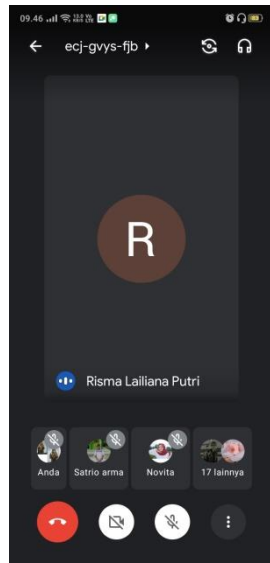 09.46
ecj-gvys-fjb
R
Risma Lailiana Putri
Anda
Satrio arma
Novita
17 lainnya